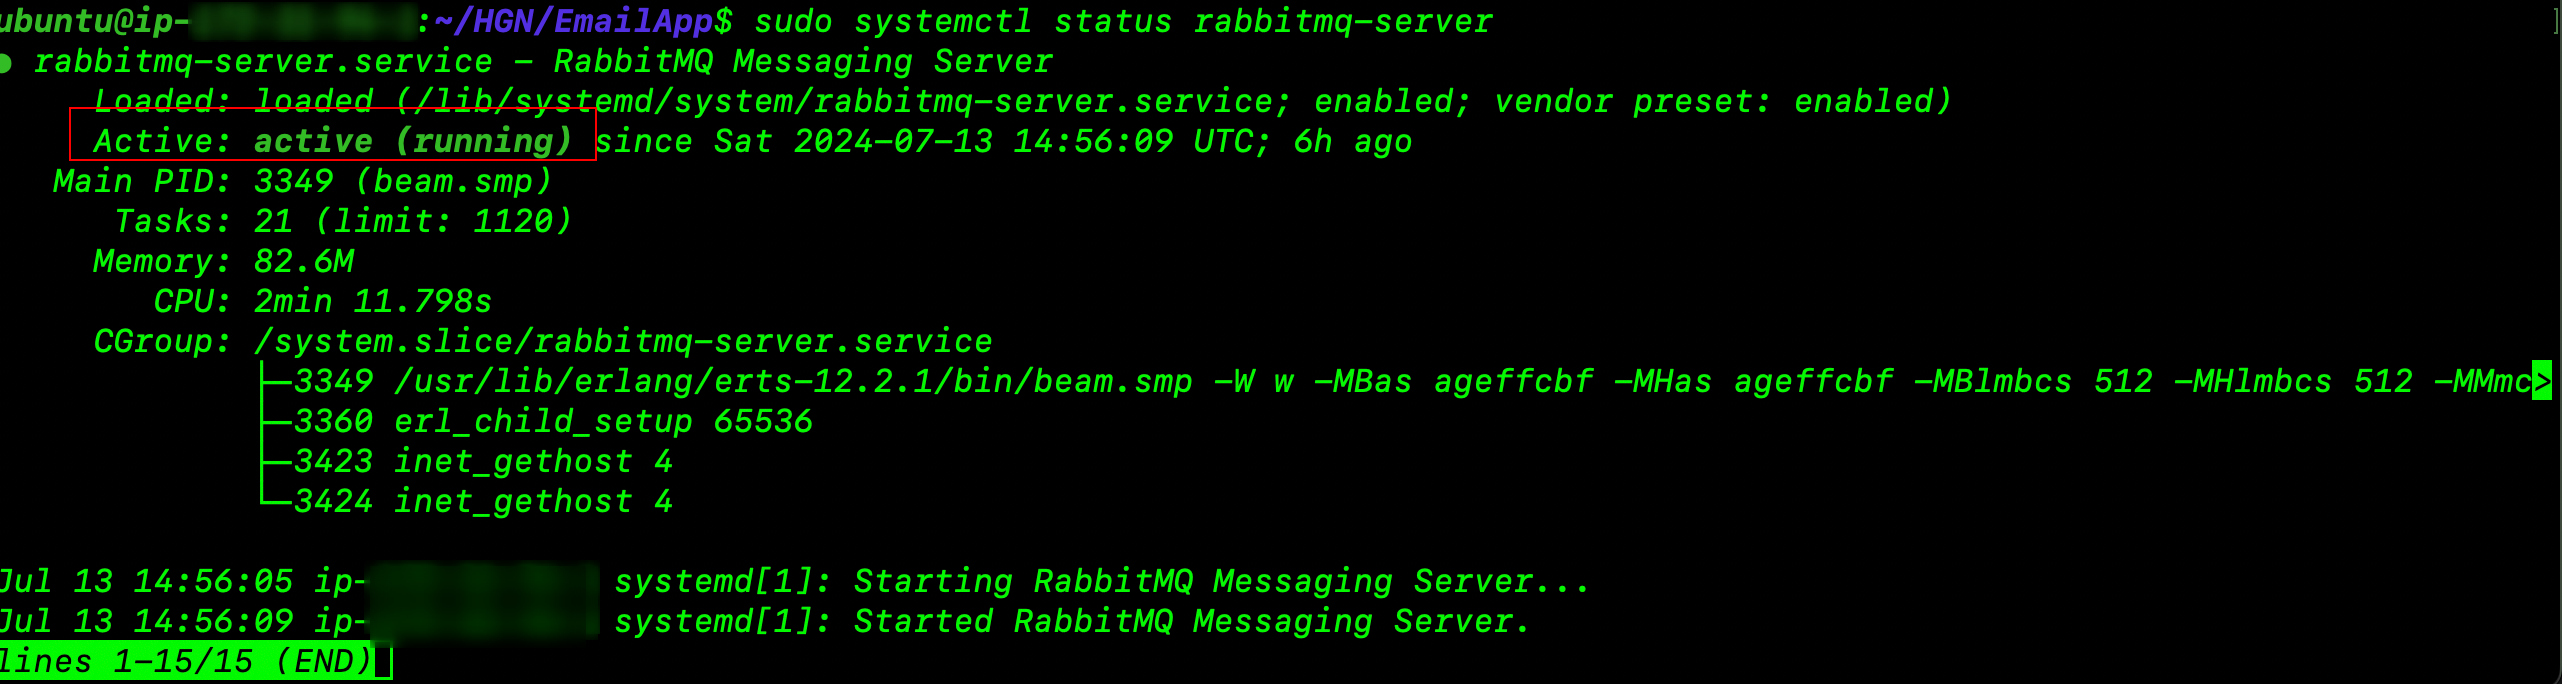 ubuntu@ip-:~/HGN/EmailApp$ sudo systemctl status rabbitmq-server
● rabbitmq-server.service - RabbitMQ Messaging Server
Loaded: loaded (/lib/systemd/system/rabbitmq-server.service; enabled; vendor preset: enabled)
Active: active (running) since Sat 2024-07-13 14:56:09 UTC; 6h ago
Main PID: 3349 (beam.smp)
Tasks: 21 (limit: 1120)
Memory: 82.6M
CPU: 2min 11.798s
CGroup: /system.slice/rabbitmq-server.service
├─3349 /usr/lib/erlang/erts-12.2.1/bin/beam.smp -W w -MBas ageffcbf -MHas ageffcbf -MBlmbcs 512 -MHlmbcs 512 -MMmc>
├─3360 erl_child_setup 65536
├─3423 inet_gethost 4
└─3424 inet_gethost 4
Jul 13 14:56:05 ip- systemd[1]: Starting RabbitMQ Messaging Server...
Jul 13 14:56:09 ip- systemd[1]: Started RabbitMQ Messaging Server.
lines 1-15/15 (END)